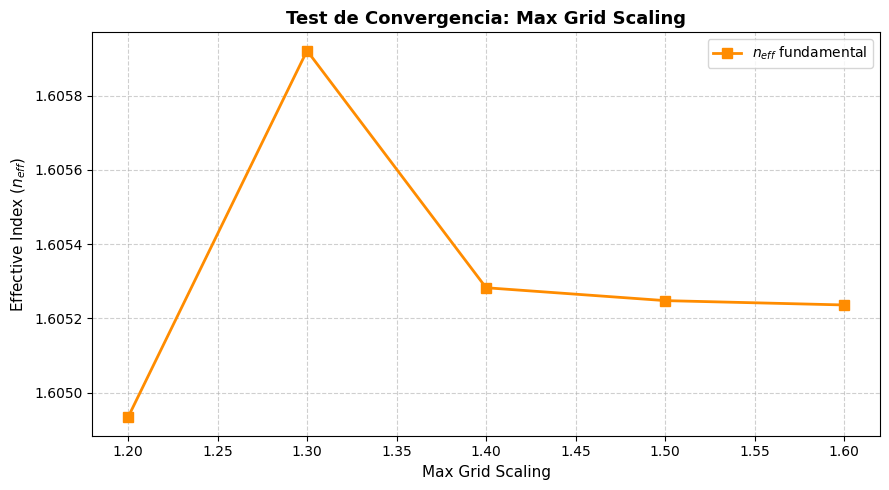 Test de Convergencia: Max Grid Scaling
n_eff fundamental
Effective Index (n_eff)
1.6058
1.6056
1.6054
1.6052
1.6050
1.20 1.25 1.30 1.35 1.40 1.45 1.50 1.55 1.60
Max Grid Scaling